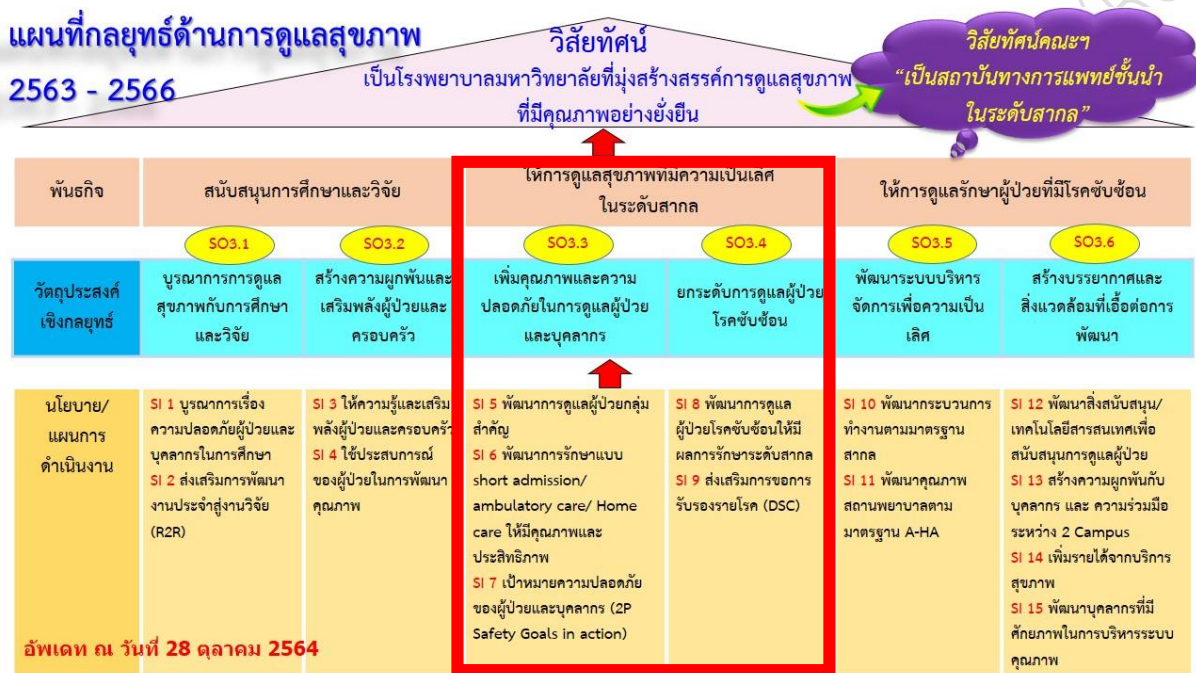 แผนที่กลยุทธ์ด้านการดูแลสุขภาพ
2563 - 2566
วิสัยทัศน์
เป็นโรงพยาบาลมหาวิทยาลัยที่มุ่งสร้างสรรค์การดูแลสุขภาพ
ที่มีคุณภาพอย่างยั่งยืน
วิสัยทัศน์คณะฯ
“เป็นสถาบันทางการแพทย์ชั้นนำ
ในระดับสากล”
พันธกิจ
สนับสนุนการศึกษาและวิจัย
ให้การดูแลสุขภาพที่มีความเป็นเลิศ
ในระดับสากล
ให้การดูแลรักษาผู้ป่วยที่มีโรคซับซ้อน
วัตถุประสงค์
เชิงกลยุทธ์
SO3.1
บูรณาการการดูแล
สุขภาพกับการศึกษา
และวิจัย
SO3.2
สร้างความผูกพันและ
เสริมพลังผู้ป่วยและ
ครอบครัว
SO3.3
เพิ่มคุณภาพและความ
ปลอดภัยในการดูแลผู้ป่วย
และบุคลากร
SO3.4
ยกระดับการดูแลผู้ป่วย
โรคซับซ้อน
SO3.5
พัฒนาระบบบริหาร
จัดการเพื่อความเป็น
เลิศ
SO3.6
สร้างบรรยากาศและ
สิ่งแวดล้อมที่เอื้อต่อการ
พัฒนา
นโยบาย/
แผนการ
ดำเนินงาน
SI 1 บูรณาการเรื่อง
ความปลอดภัยผู้ป่วยและ
บุคลากรในการศึกษา
SI 2 ส่งเสริมการพัฒนา
งานประจำสู่งานวิจัย
(R2R)
SI 3 ให้ความรู้และเสริม
พลังผู้ป่วยและครอบครัว
SI 4 ใช้ประสบการณ์
ของผู้ป่วยในการพัฒนา
คุณภาพ
SI 5 พัฒนาการดูแลผู้ป่วยกลุ่ม
สำคัญ
SI 6 พัฒนาการรักษาแบบ
short admission/
ambulatory care/ Home
care ให้มีคุณภาพและ
ประสิทธิภาพ
SI 7 เป้าหมายความปลอดภัย
ของผู้ป่วยและบุคลากร (2P
Safety Goals in action)
SI 8 พัฒนาการดูแล
ผู้ป่วยโรคซับซ้อนให้มี
ผลการรักษาระดับสากล
SI 9 ส่งเสริมการขอการ
รับรองรายโรค (DSC)
SI 10 พัฒนากระบวนการ
ทำงานตามมาตรฐาน
สากล
SI 11 พัฒนาคุณภาพ
สถานพยาบาลตาม
มาตรฐาน A-HA
SI 12 พัฒนาสิ่งสนับสนุน/
เทคโนโลยีสารสนเทศเพื่อ
สนับสนุนการดูแลผู้ป่วย
SI 13 สร้างความผูกพันกับ
บุคลากร และ ความร่วมมือ
ระหว่าง 2 Campus
SI 14 เพิ่มรายได้จากบริการ
สุขภาพ
SI 15 พัฒนาบุคลากรที่มี
ศักยภาพในการบริหารระบบ
คุณภาพ
อัพเดท ณ วันที่ 28 ตุลาคม 2564